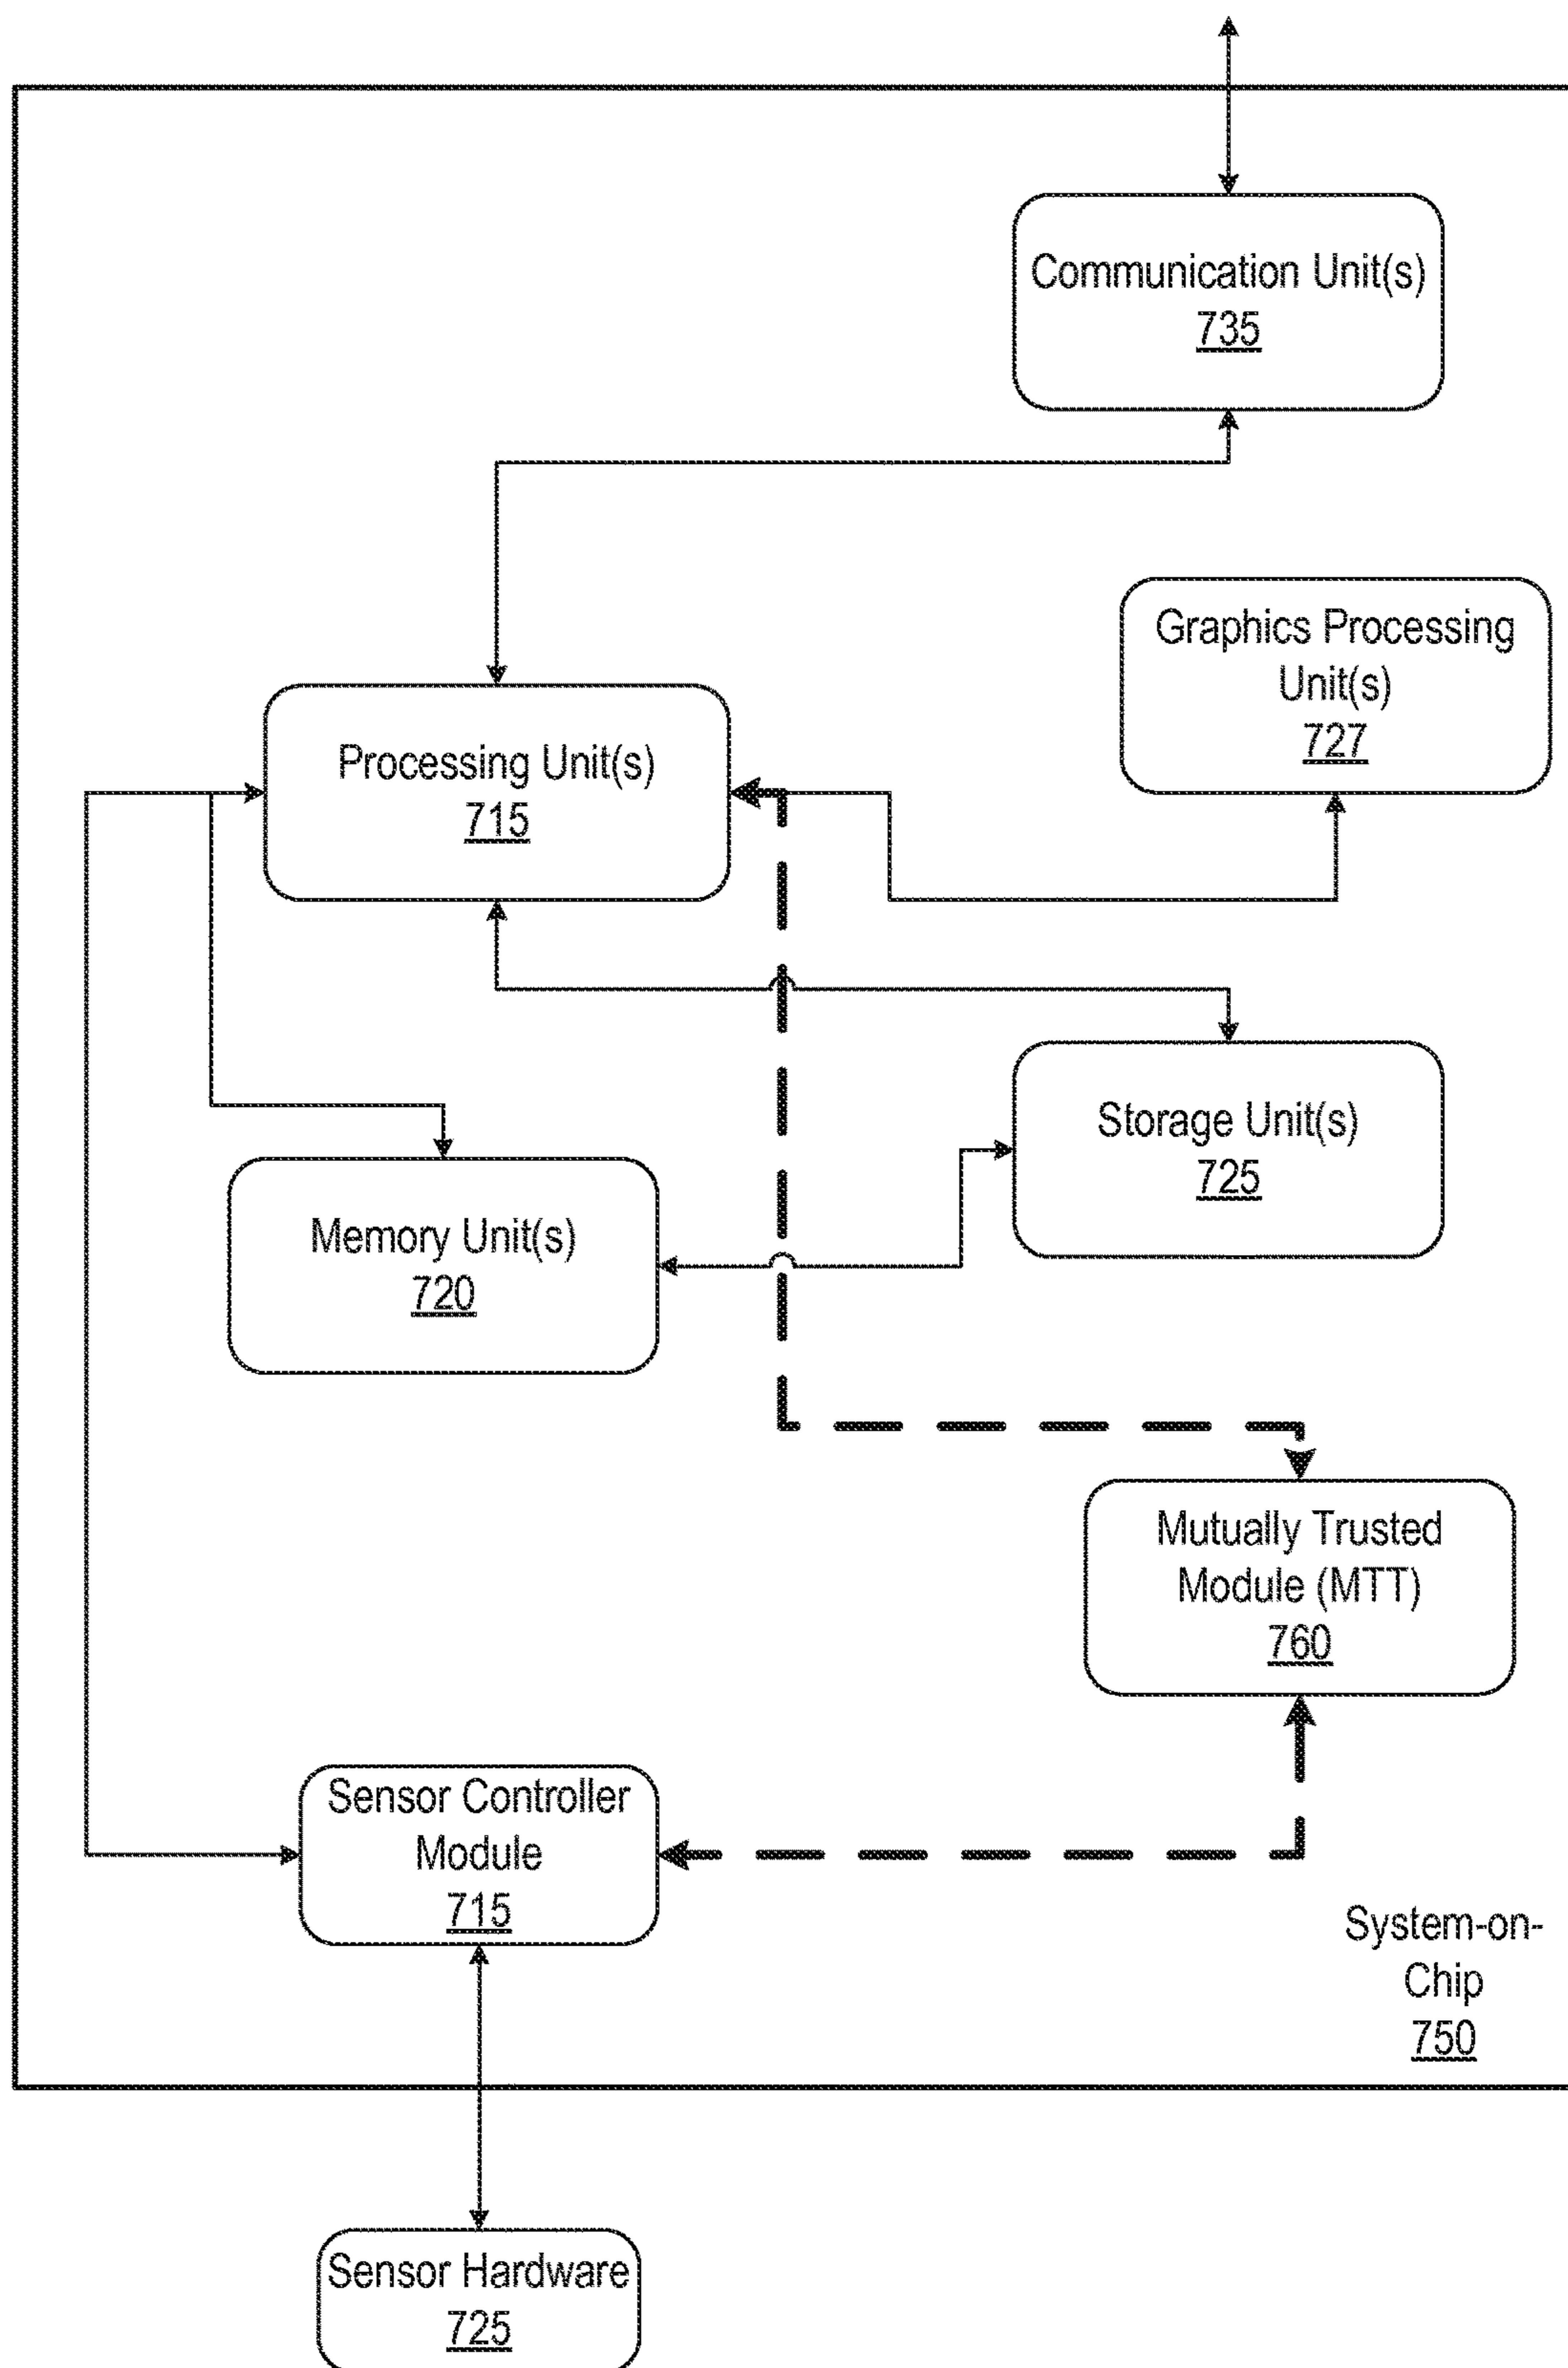 Communication Unit(s)
735
Graphics Processing
Unit(s)
727
Processing Unit(s)
715
Storage Unit(s)
725
Memory Unit(s)
720
Mutually Trusted
Module (MTT)
760
Sensor Controller
Module
715
System-on-
Chip
750
Sensor Hardware
725